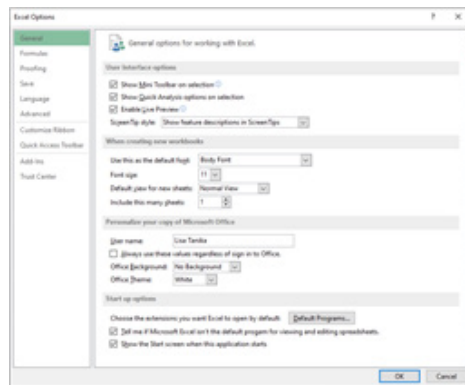 Excel Options
? ×
General
Formulas
Proofing
Save
Language
Advanced
Customize Ribbon
Quick Access Toolbar
Add-Ins
Trust Center
General options for working with Excel.
User Interface options
Show Mini Toolbar on selection
Show Quick Analysis options on selection
Enable Live Preview
ScreenTip style: Show feature descriptions in ScreenTips
When creating new workbooks
Use this as the default font: Body Font
Font size: 11
Default view for new sheets: Normal View
Include this many sheets: 1
Personalize your copy of Microsoft Office
User name: Lisa
Always use these values regardless of sign in to Office.
Office Background: No Background
Office Theme: White
Start up options
Choose the extensions you want Excel to open by default: Default Programs...
Tell me if Microsoft Excel isn't the default program for viewing and editing spreadsheets.
Show the Start screen when this application starts
OK Cancel